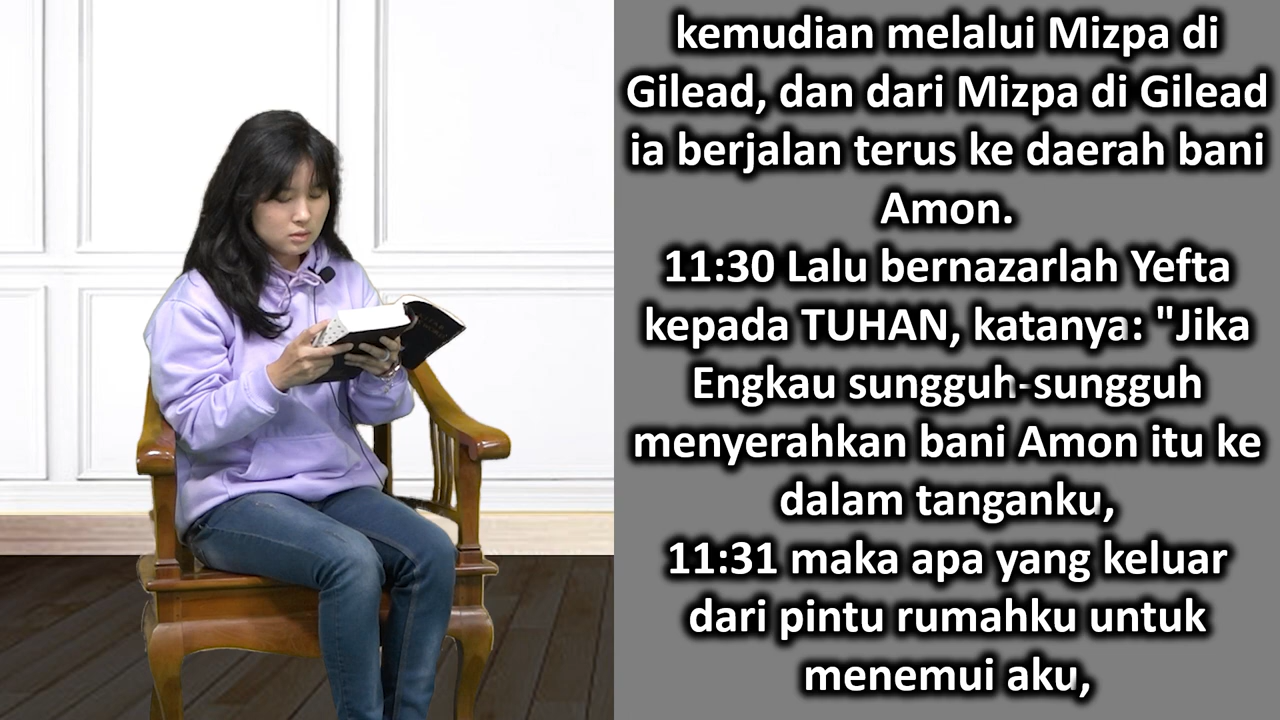 kemudian melalui Mizpa di
Gilead, dan dari Mizpa di Gilead
ia berjalan terus ke daerah bani
Amon.
11:30 Lalu bernazarlah Yefta
kepada TUHAN, katanya: "Jika
Engkau sungguh-sungguh
menyerahkan bani Amon itu ke
dalam tanganku,
11:31 maka apa yang keluar
dari pintu rumahku untuk
menemui aku,